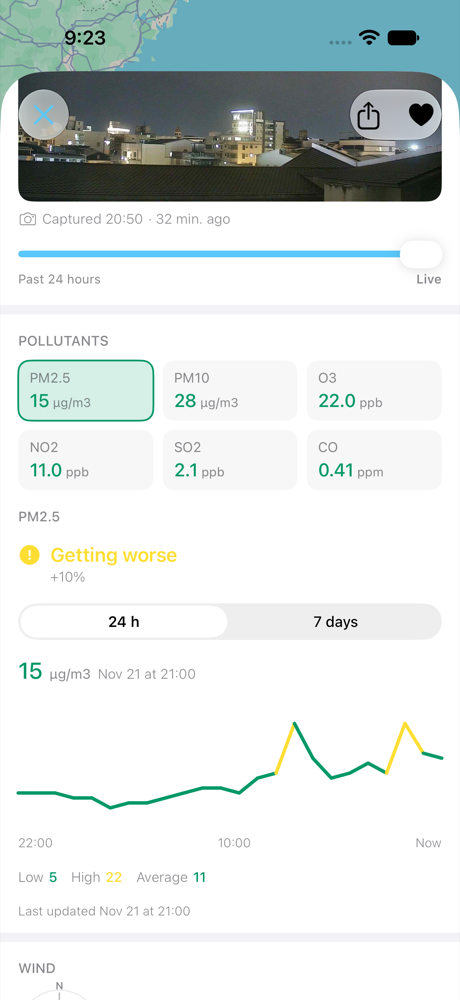 9:23
Captured 20:50 · 32 min. ago
Past 24 hours Live
POLLUTANTS
PM2.5 PM10 O3
15 µg/m3 28 µg/m3 22.0 ppb
NO2 SO2 CO
11.0 ppb 2.1 ppb 0.41 ppm
PM2.5
Getting worse
+10%
24 h 7 days
15 µg/m3 Nov 21 at 21:00
22:00 10:00 Now
Low 5 High 22 Average 11
Last updated Nov 21 at 21:00
WIND
N